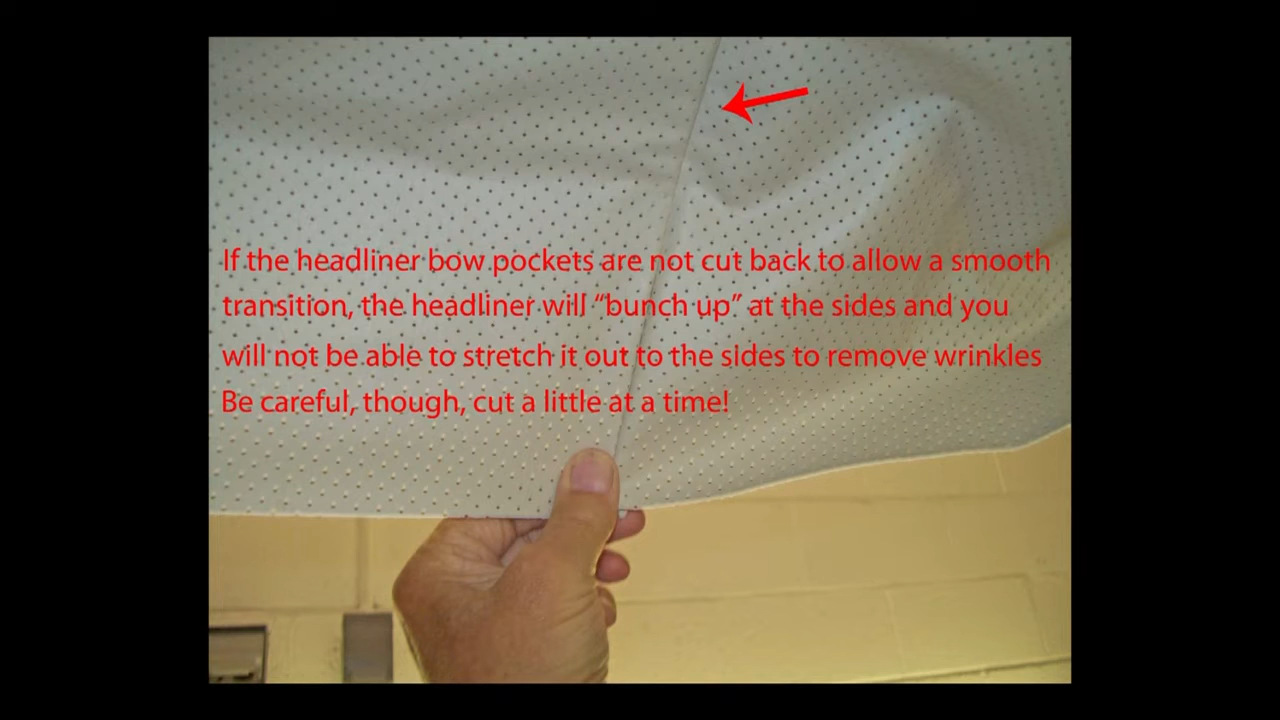 If the headliner bow pockets are not cut back to allow a smooth
transition, the headliner will “bunch up” at the sides and you
will not be able to stretch it out to the sides to remove wrinkles
Be careful, though, cut a little at a time!